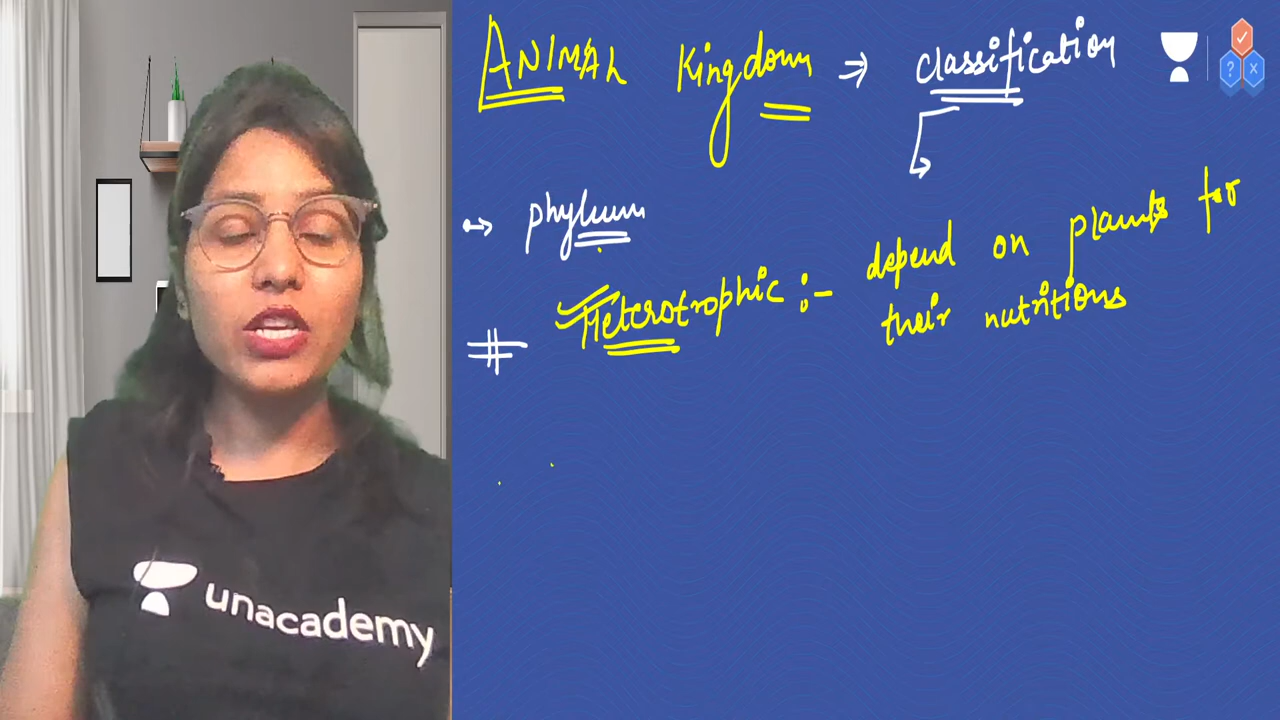 ANIMAL Kingdom ⇒ classification
↦ phylum
Heterotrophic :- depend on plants for
their nutritions
unacademy
? ×